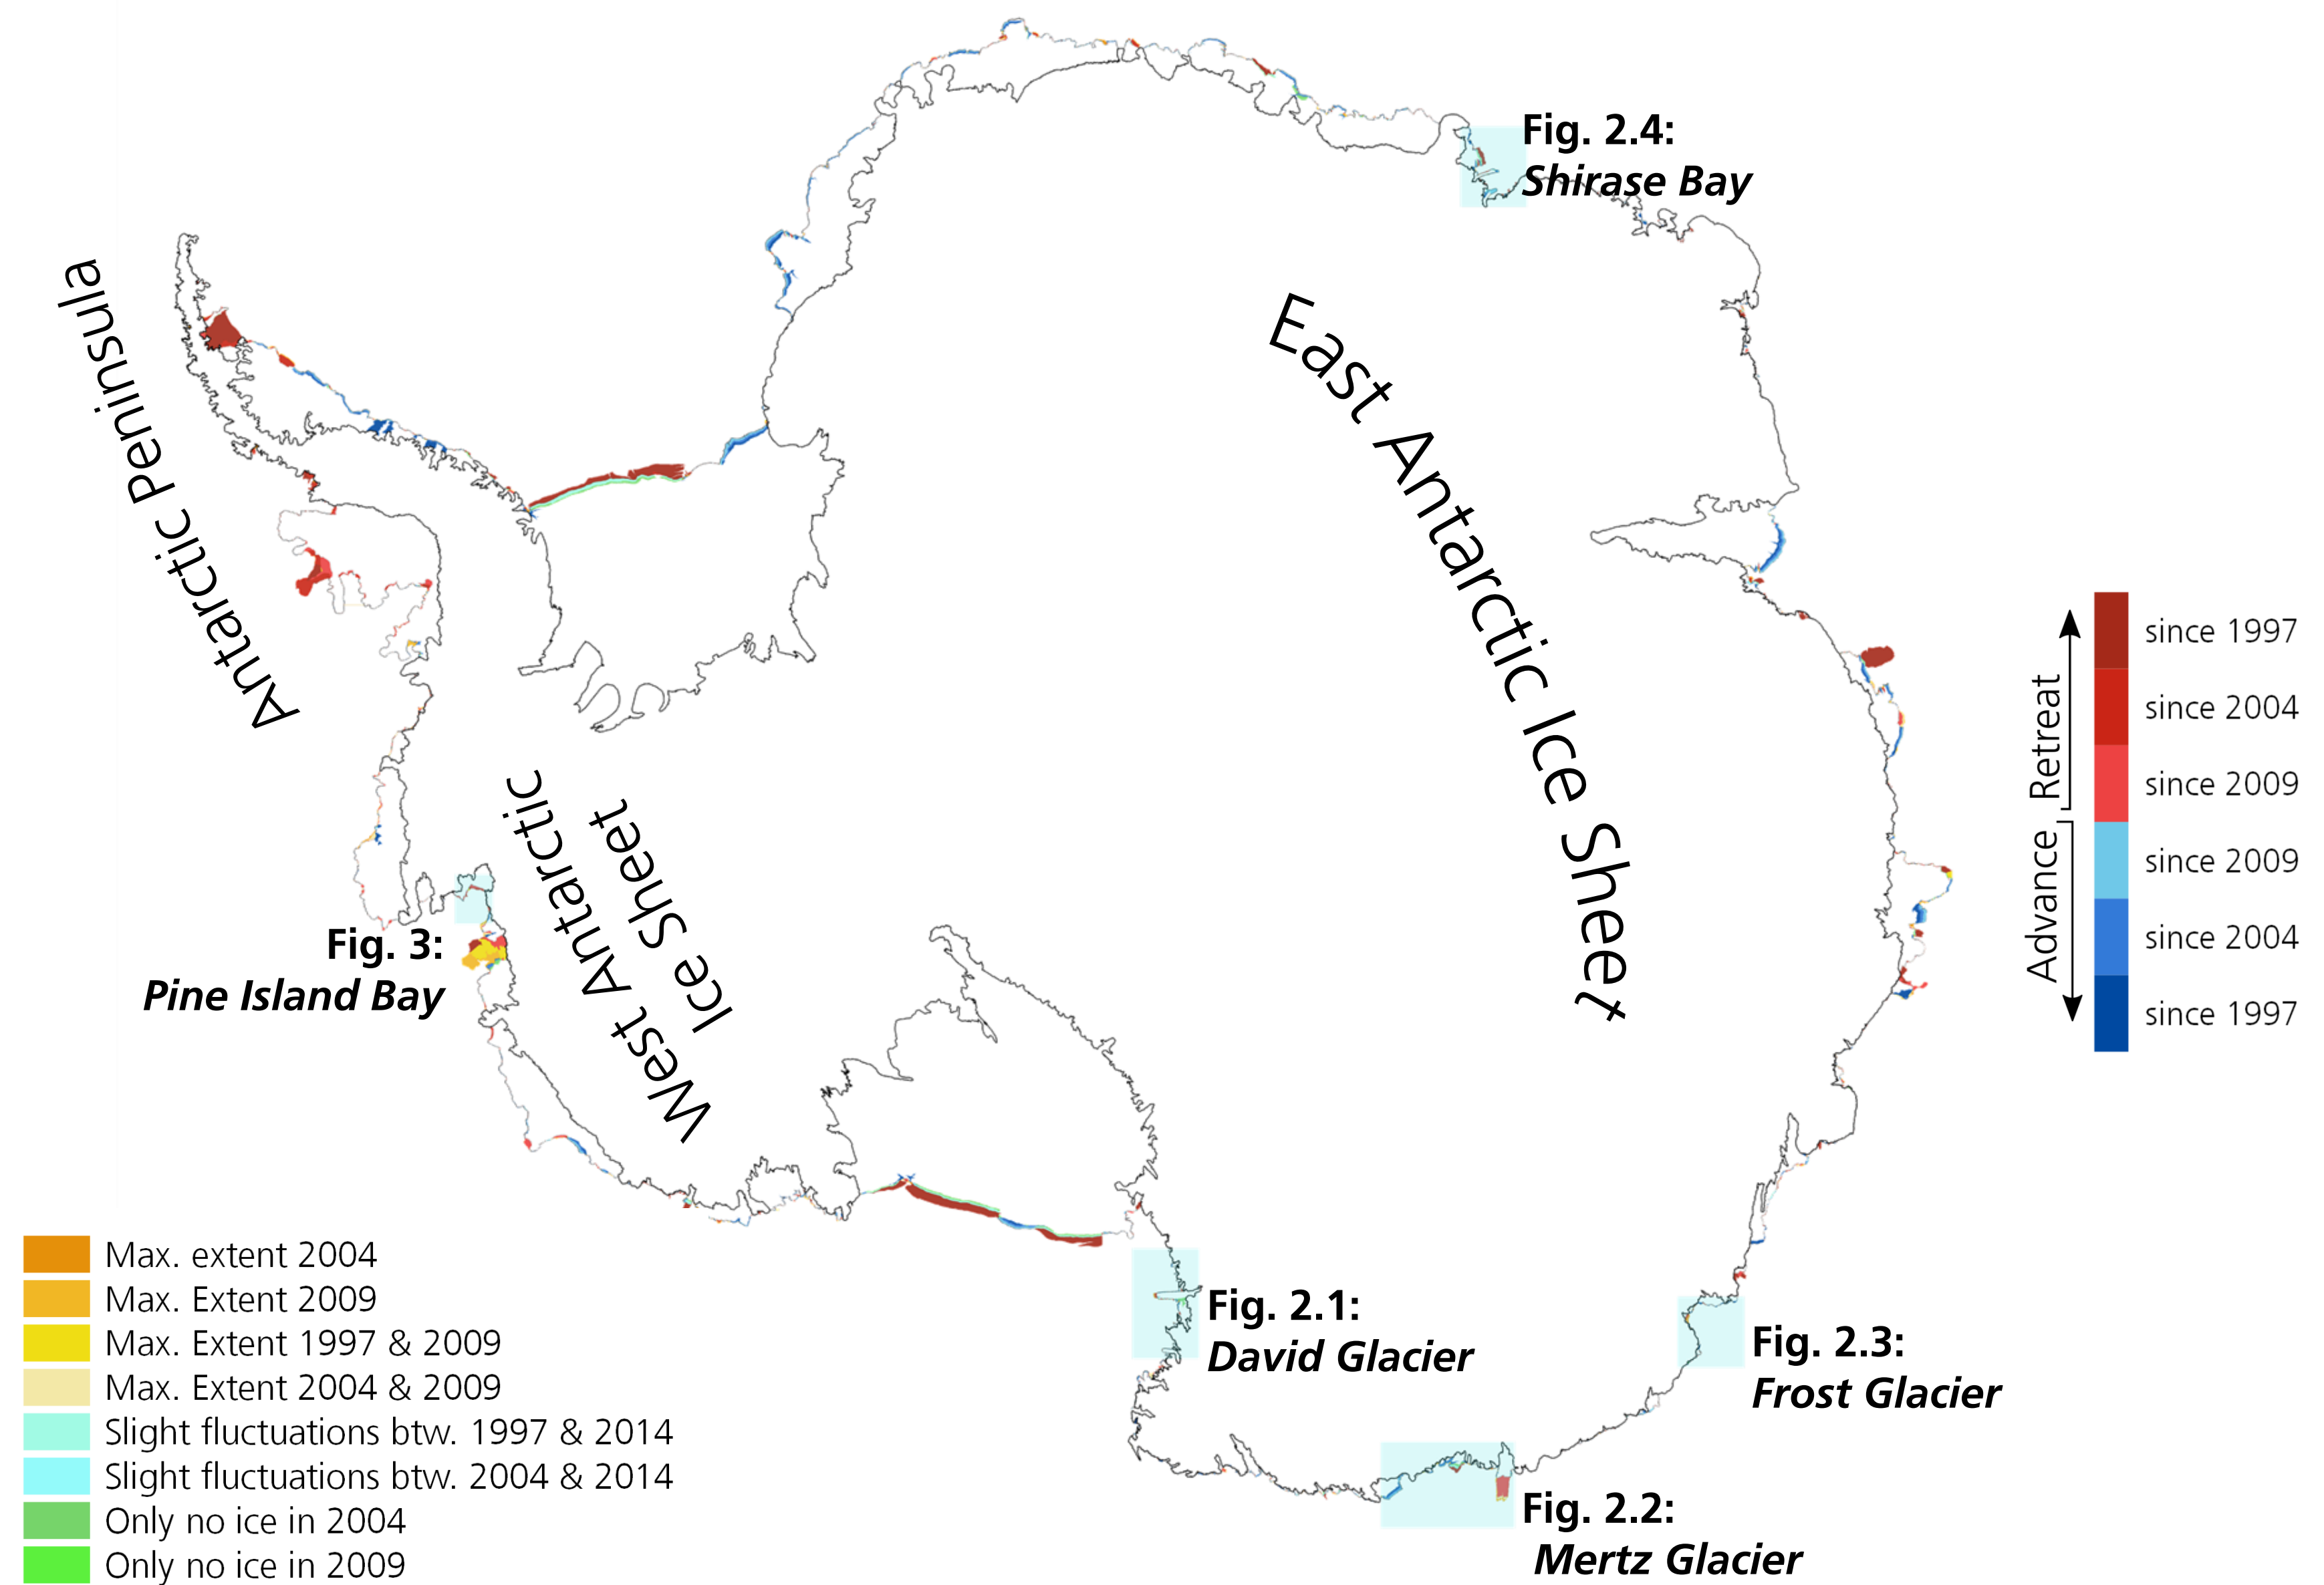 Fig. 2.4:
Shirase Bay
Antarctic Peninsula
East Antarctic Ice Sheet
West Antarctic
Ice Sheet
Fig. 3:
Pine Island Bay
Retreat
Advance
since 1997
since 2004
since 2009
since 2009
since 2004
since 1997
Fig. 2.1:
David Glacier
Fig. 2.3:
Frost Glacier
Fig. 2.2:
Mertz Glacier
Max. extent 2004
Max. Extent 2009
Max. Extent 1997 & 2009
Max. Extent 2004 & 2009
Slight fluctuations btw. 1997 & 2014
Slight fluctuations btw. 2004 & 2014
Only no ice in 2004
Only no ice in 2009